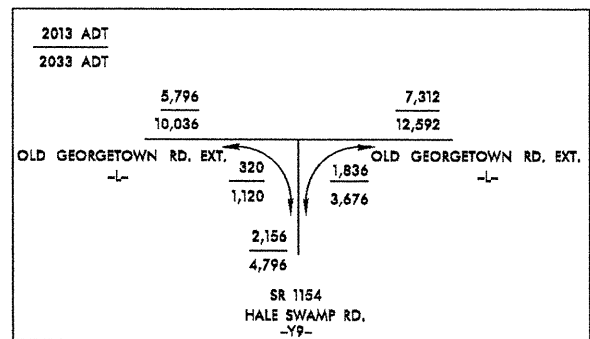 2013 ADT
2033 ADT
5,796
10,036
7,312
12,592
OLD GEORGETOWN RD. EXT.
-L-
OLD GEORGETOWN RD. EXT.
-L-
320
1,120
1,836
3,676
2,156
4,796
SR 1154
HALE SWAMP RD.
-Y9-